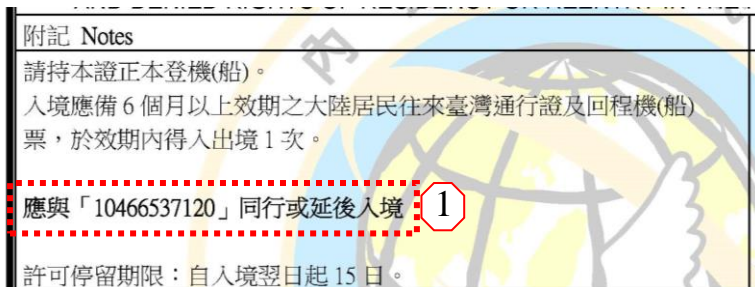 附記 Notes
請持本證正本登機(船)。
入境應備 6 個月以上效期之大陸居民往來臺灣通行證及回程機(船)
票，於效期內得入出境 1 次。
應與「10466537120」同行或延後入境
1
許可停留期限：自入境翌日起 15 日。
內